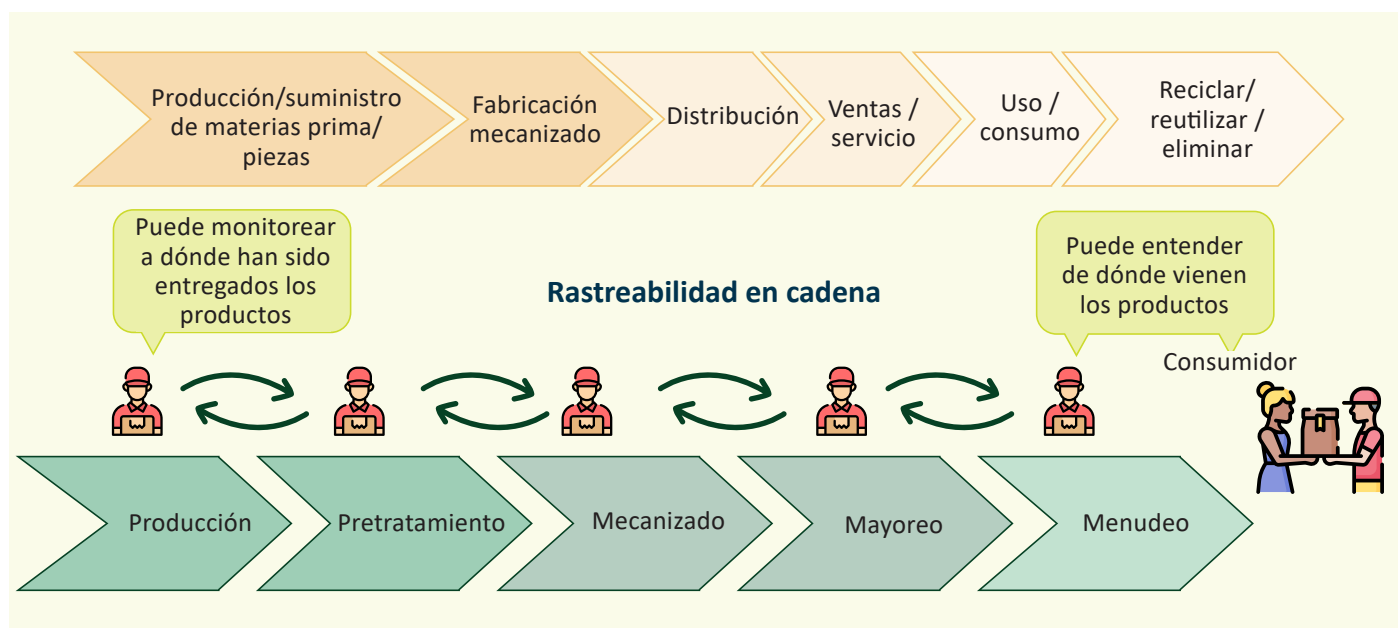 Producción/suministro
de materias prima/
piezas
Fabricación
mecanizado
Distribución
Ventas /
servicio
Uso /
consumo
Reciclar/
reutilizar /
eliminar
Puede monitorear
a dónde han sido
entregados los
productos
Rastreabilidad en cadena
Puede entender
de dónde vienen
los productos
Consumidor
Producción
Pretratamiento
Mecanizado
Mayoreo
Menudeo